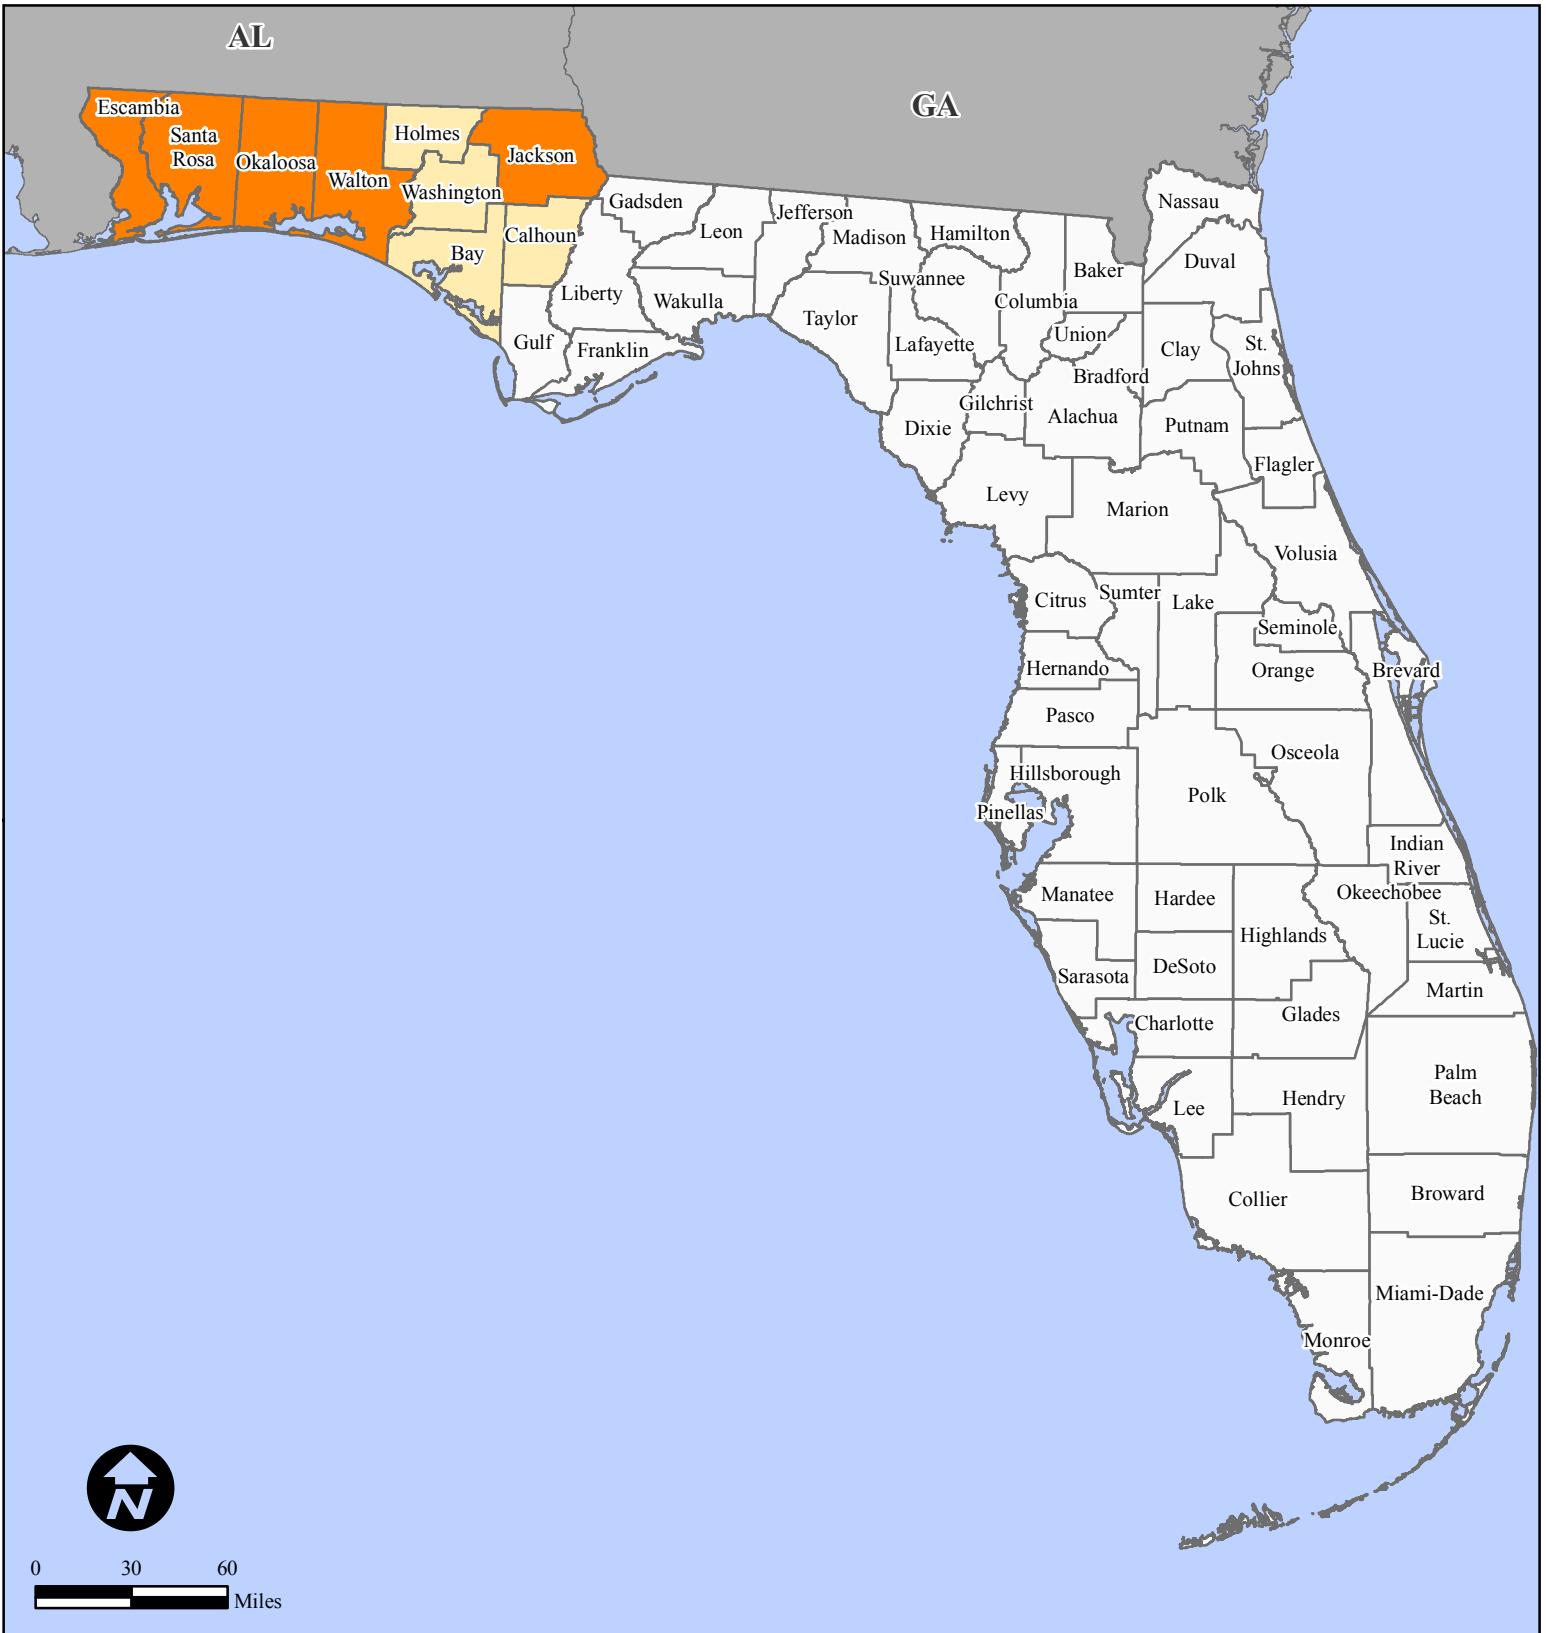 AL
GA
Escambia
Santa
Rosa
Okaloosa
Walton
Holmes
Jackson
Washington
Bay
Calhoun
Gadsden
Leon
Jefferson
Madison
Hamilton
Nassau
Liberty
Wakulla
Suwannee
Columbia
Baker
Duval
Gulf
Franklin
Taylor
Lafayette
Union
Clay
St.
Johns
Bradford
Gilchrist
Dixie
Alachua
Putnam
Flagler
Levy
Marion
Volusia
Citrus
Sumter
Lake
Seminole
Hernando
Orange
Brevard
Pasco
Osceola
Hillsborough
Polk
Pinellas
Indian
River
Manatee
Hardee
Okeechobee
Highlands
St.
Lucie
Sarasota
DeSoto
Martin
Charlotte
Glades
Palm
Beach
Lee
Hendry
Collier
Broward
Miami-Dade
Monroe
N
0 30 60
Miles